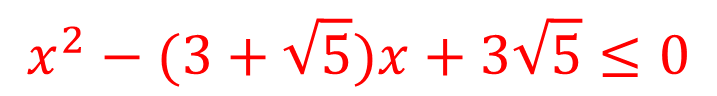 x² − (3 + √5)x + 3√5 ≤ 0